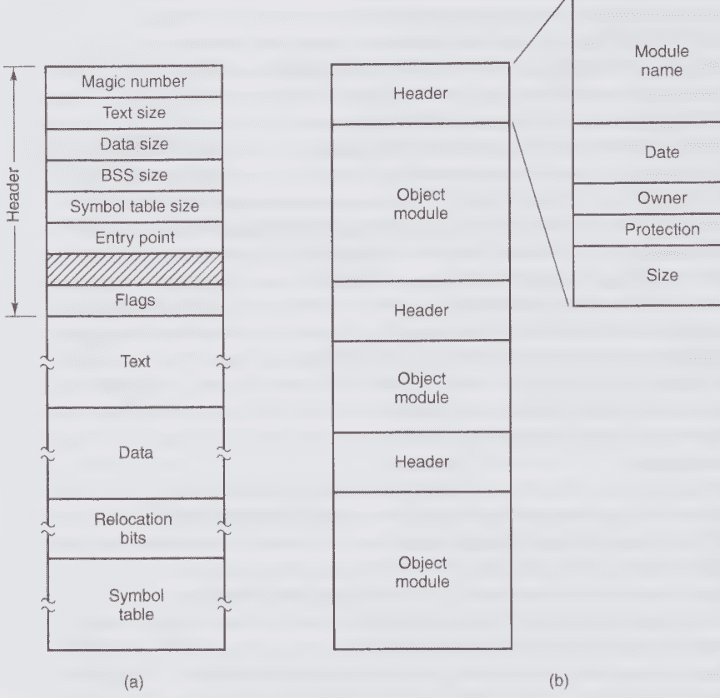 Header
Magic number
Text size
Data size
BSS size
Symbol table size
Entry point
Flags
Text
Data
Relocation
bits
Symbol
table
(a)
Header
Object
module
Header
Object
module
Header
Object
module
Module
name
Date
Owner
Protection
Size
(b)